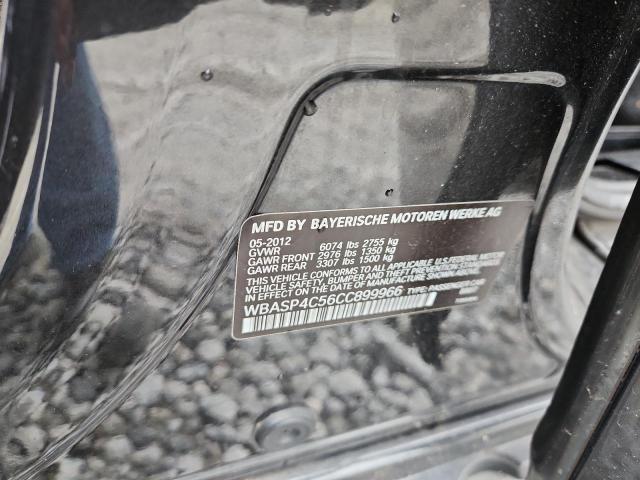 MFD BY BAYERISCHE MOTOREN WERKE AG
05-2012
GVWR 6074 lbs 2755 kg
GAWR FRONT 2976 lbs 1350 kg
GAWR REAR 3307 lbs 1500 kg
THIS VEHICLE CONFORMS TO ALL APPLICABLE U.S. FEDERAL MOTOR
VEHICLE SAFETY, BUMPER, AND THEFT PREVENTION STANDARDS
IN EFFECT ON THE DATE OF MANUFACTURE SHOWN ABOVE.
WBASP4C56CC899966 TYPE: PASSENGER CAR